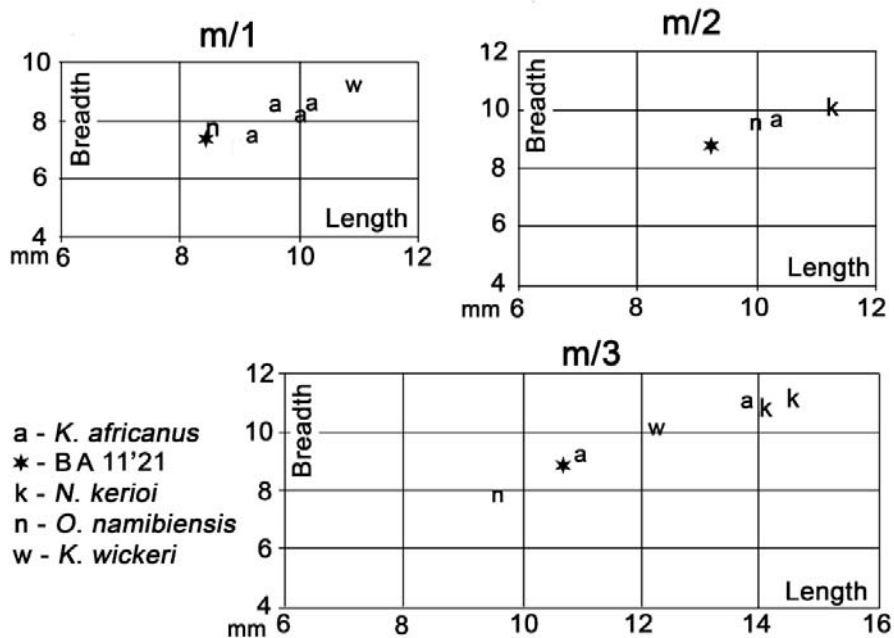 m/1
10
8
6
4
mm
6
8
10
12
Breadth
Length
n
a
a
a
a
w
m/2
12
10
8
6
4
mm
6
8
10
12
Breadth
Length
n
a
k
m/3
12
10
8
6
4
mm
6
8
10
12
14
16
Breadth
Length
n
a
w
a
k
k
a - K. africanus
✶ - BA 11'21
k - N. kerioi
n - O. namibiensis
w - K. wickeri